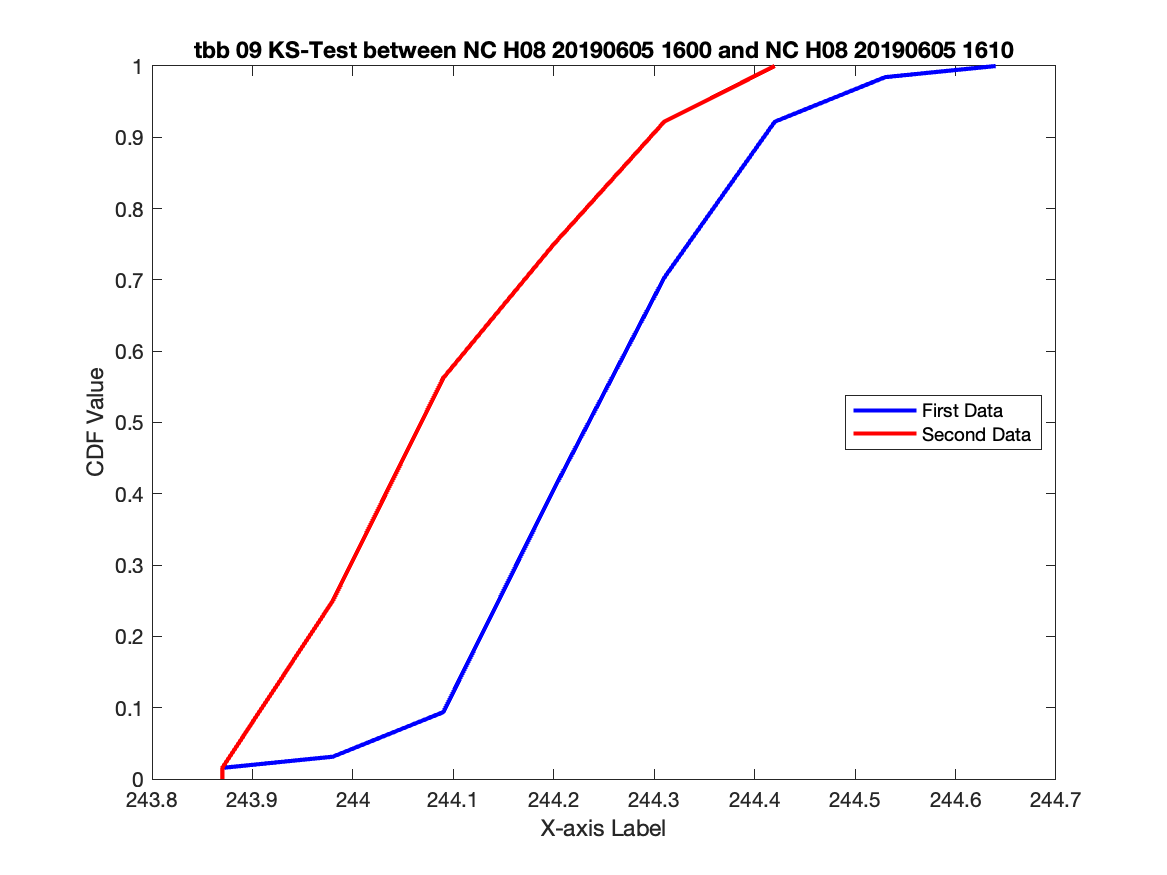 tbb 09 KS-Test between NC H08 20190605 1600 and NC H08 20190605 1610
1
0.9
0.8
0.7
0.6
0.5
0.4
0.3
0.2
0.1
0
CDF Value
First Data
Second Data
243.8 243.9 244 244.1 244.2 244.3 244.4 244.5 244.6 244.7
X-axis Label